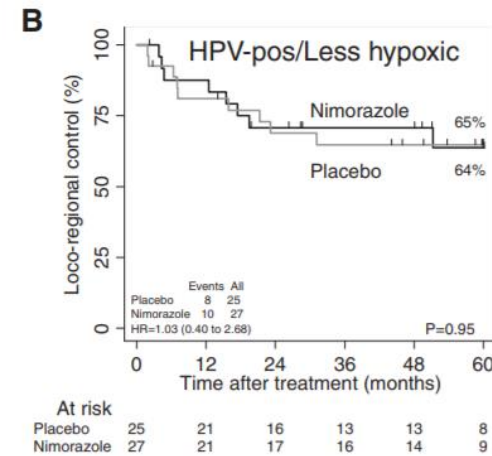 B
HPV-pos/Less hypoxic
Loco-regional control (%)
100
75
50
25
0
Nimorazole
65%
Placebo
64%
Events All
Placebo 8 25
Nimorazole 10 27
HR=1.03 (0.40 to 2.68)
P=0.95
0 12 24 36 48 60
Time after treatment (months)
At risk
Placebo 25 21 16 13 13 8
Nimorazole 27 21 17 16 14 9